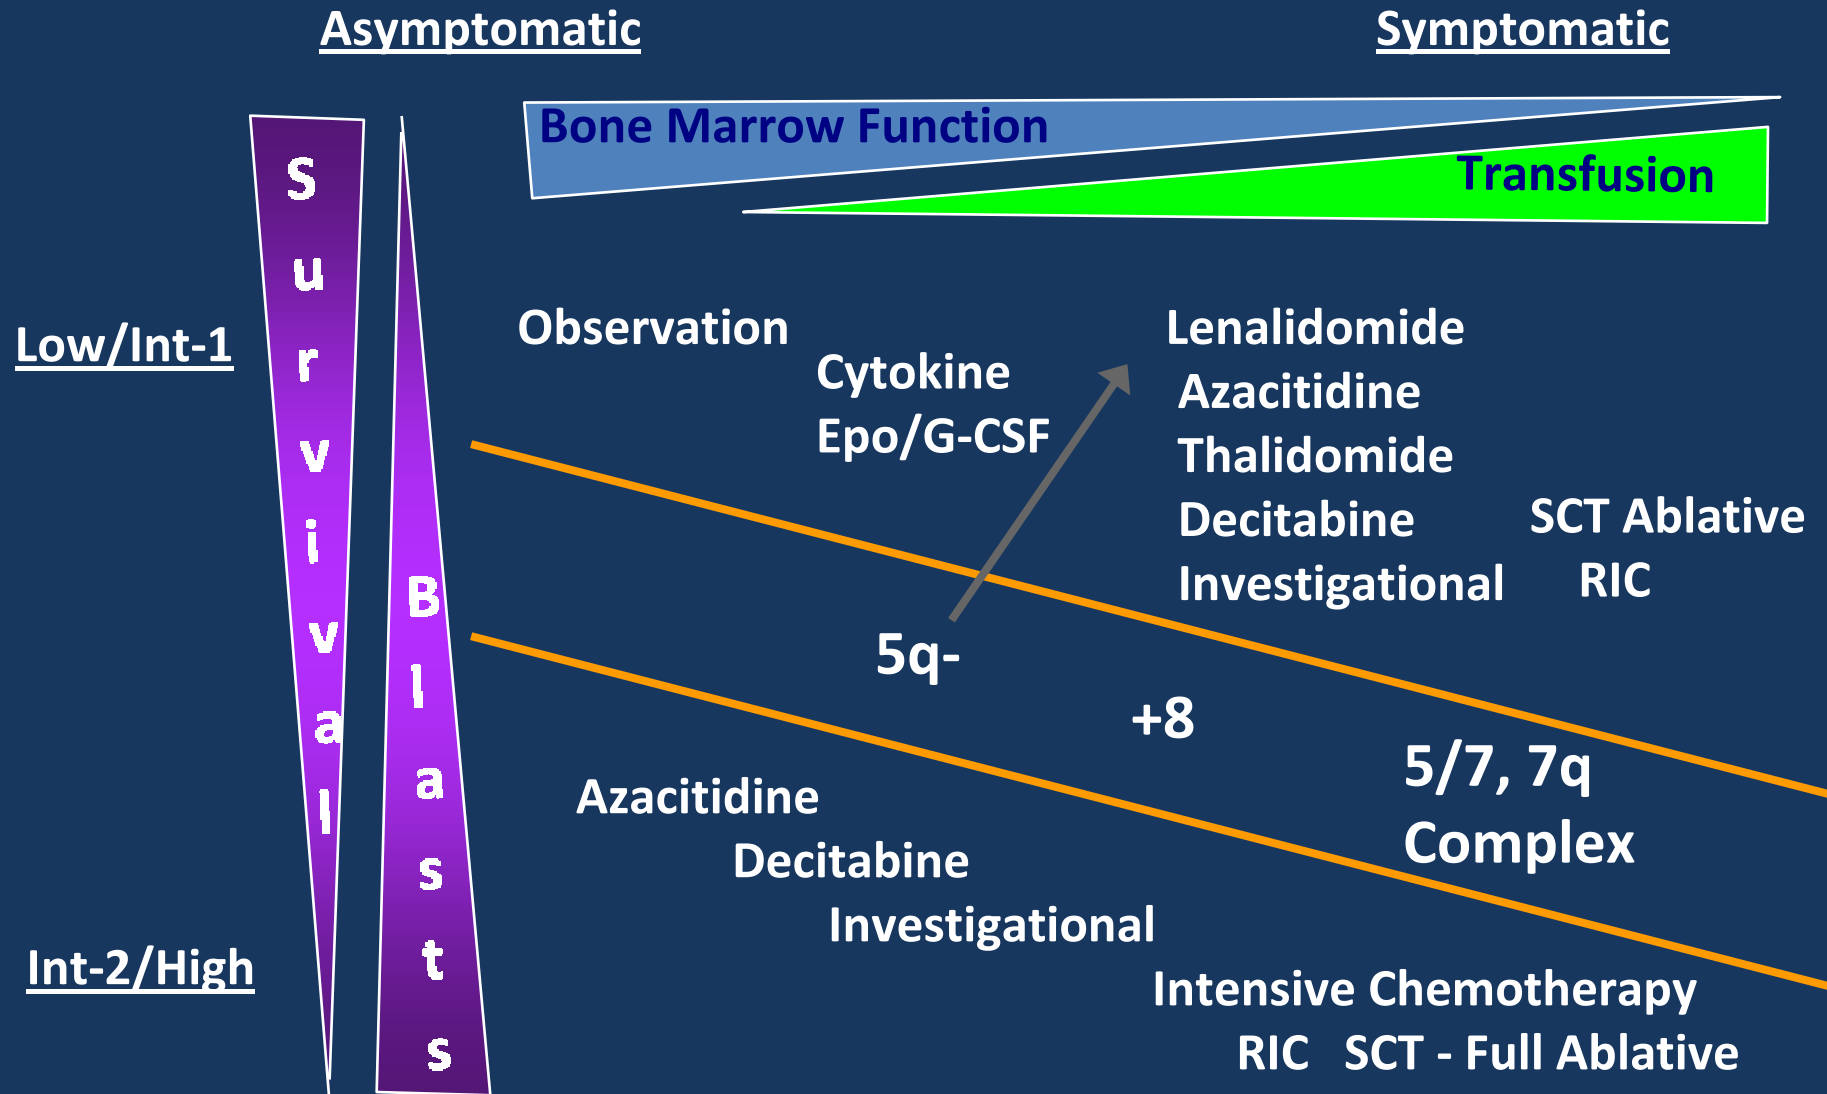 Asymptomatic
Symptomatic
Bone Marrow Function
Transfusion
Survival
Blasts
Low/Int-1
Observation
Cytokine
Epo/G-CSF
Lenalidomide
Azacitidine
Thalidomide
Decitabine
Investigational
SCT Ablative
RIC
5q-
+8
5/7, 7q
Complex
Azacitidine
Decitabine
Investigational
Int-2/High
Intensive Chemotherapy
RIC SCT - Full Ablative